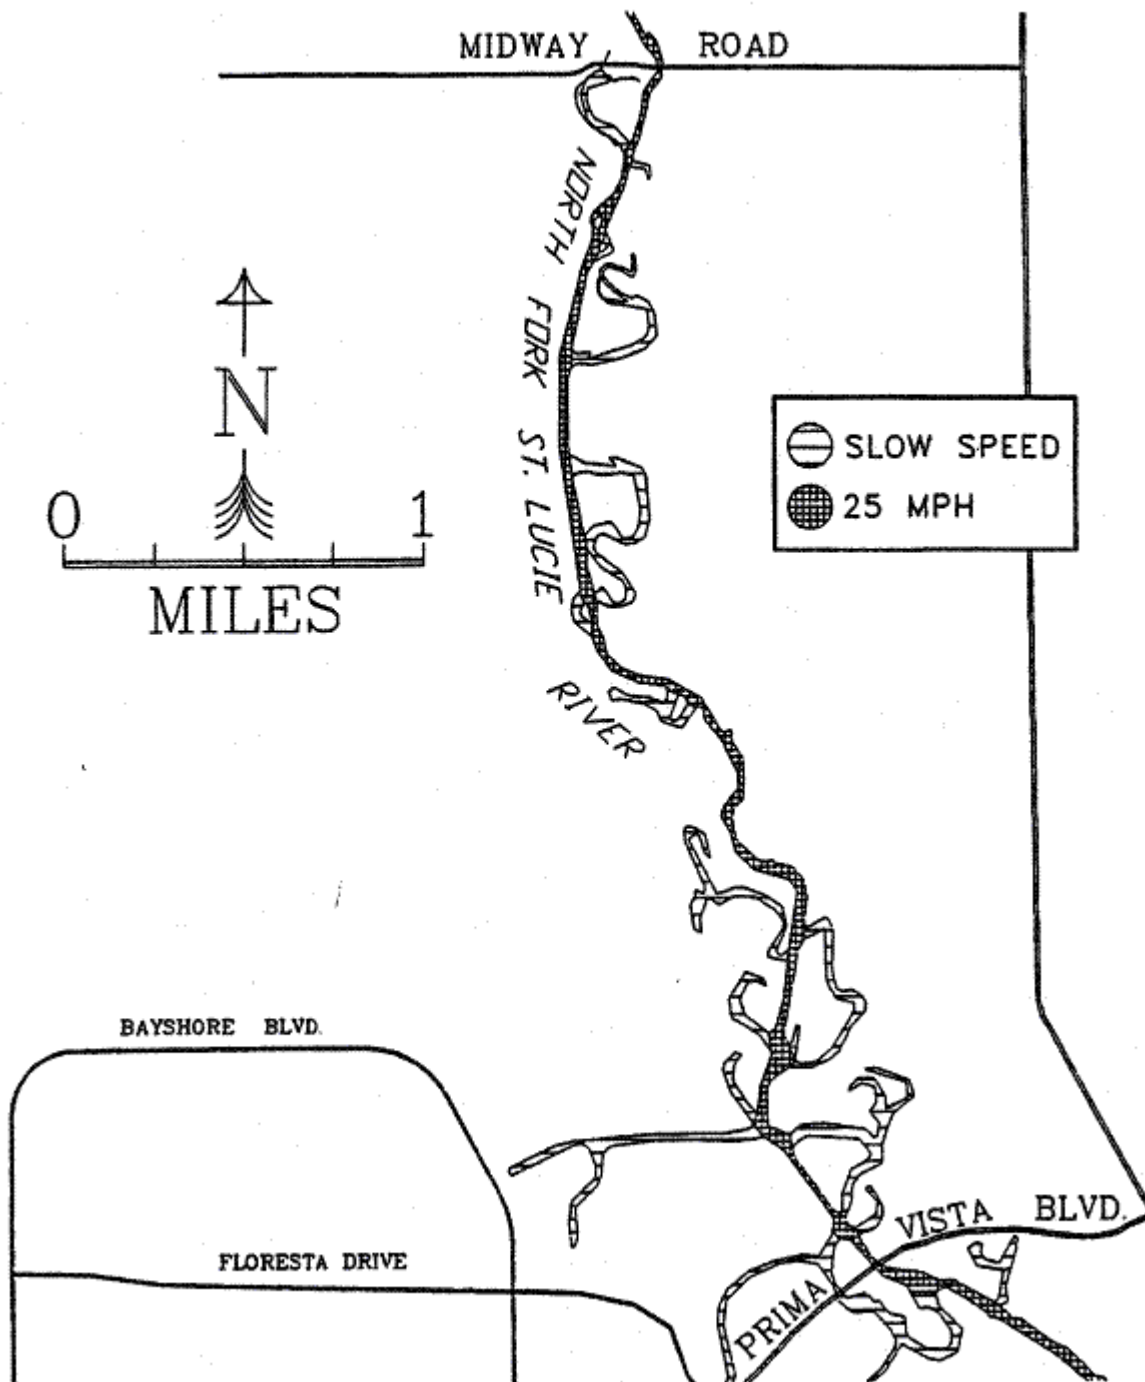 MIDWAY ROAD
NORTH FORK ST. LUCIE RIVER
N
0 1
MILES
SLOW SPEED
25 MPH
BAYSHORE BLVD.
FLORESTA DRIVE
PRIMA VISTA BLVD.